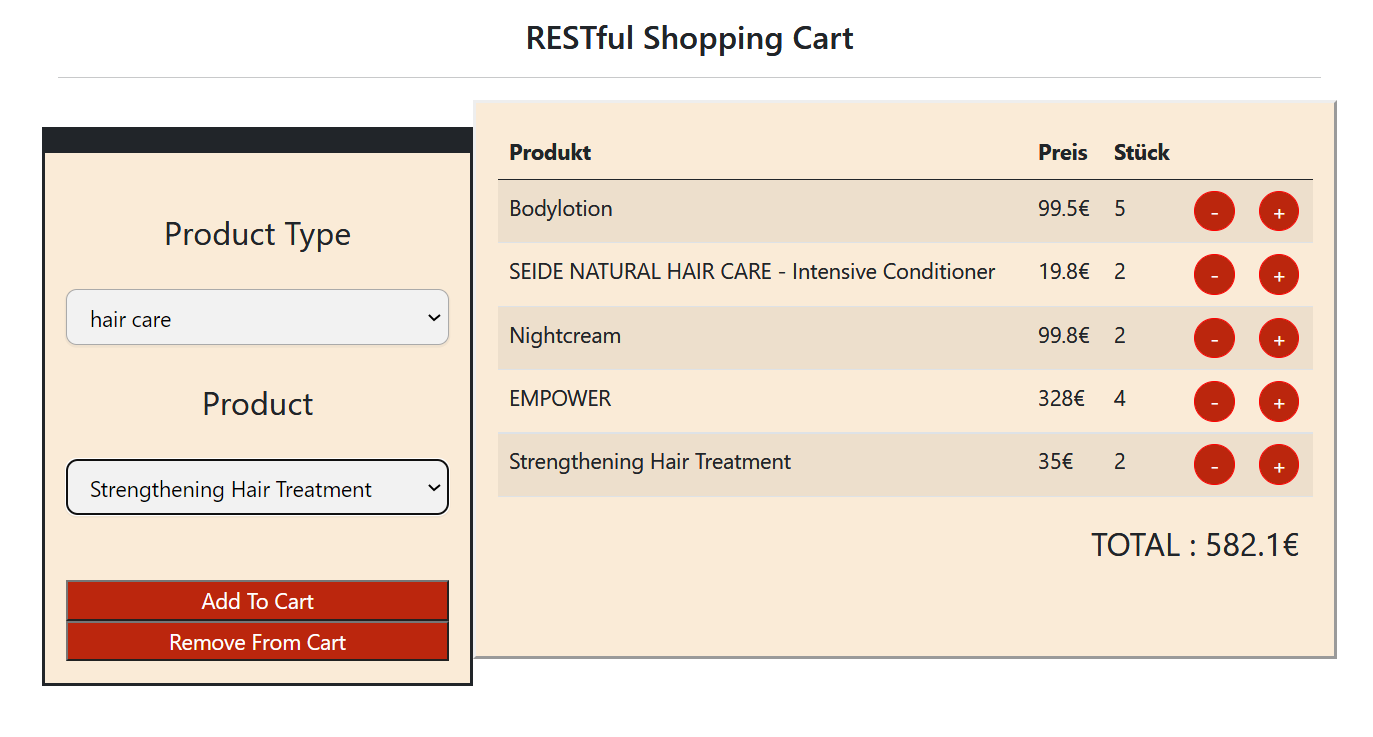 RESTful Shopping Cart
Product Type
hair care
Product
Strengthening Hair Treatment
Add To Cart
Remove From Cart
Produkt Preis Stück
Bodylotion 99.5€ 5 - +
SEIDE NATURAL HAIR CARE - Intensive Conditioner 19.8€ 2 - +
Nightcream 99.8€ 2 - +
EMPOWER 328€ 4 - +
Strengthening Hair Treatment 35€ 2 - +
TOTAL : 582.1€